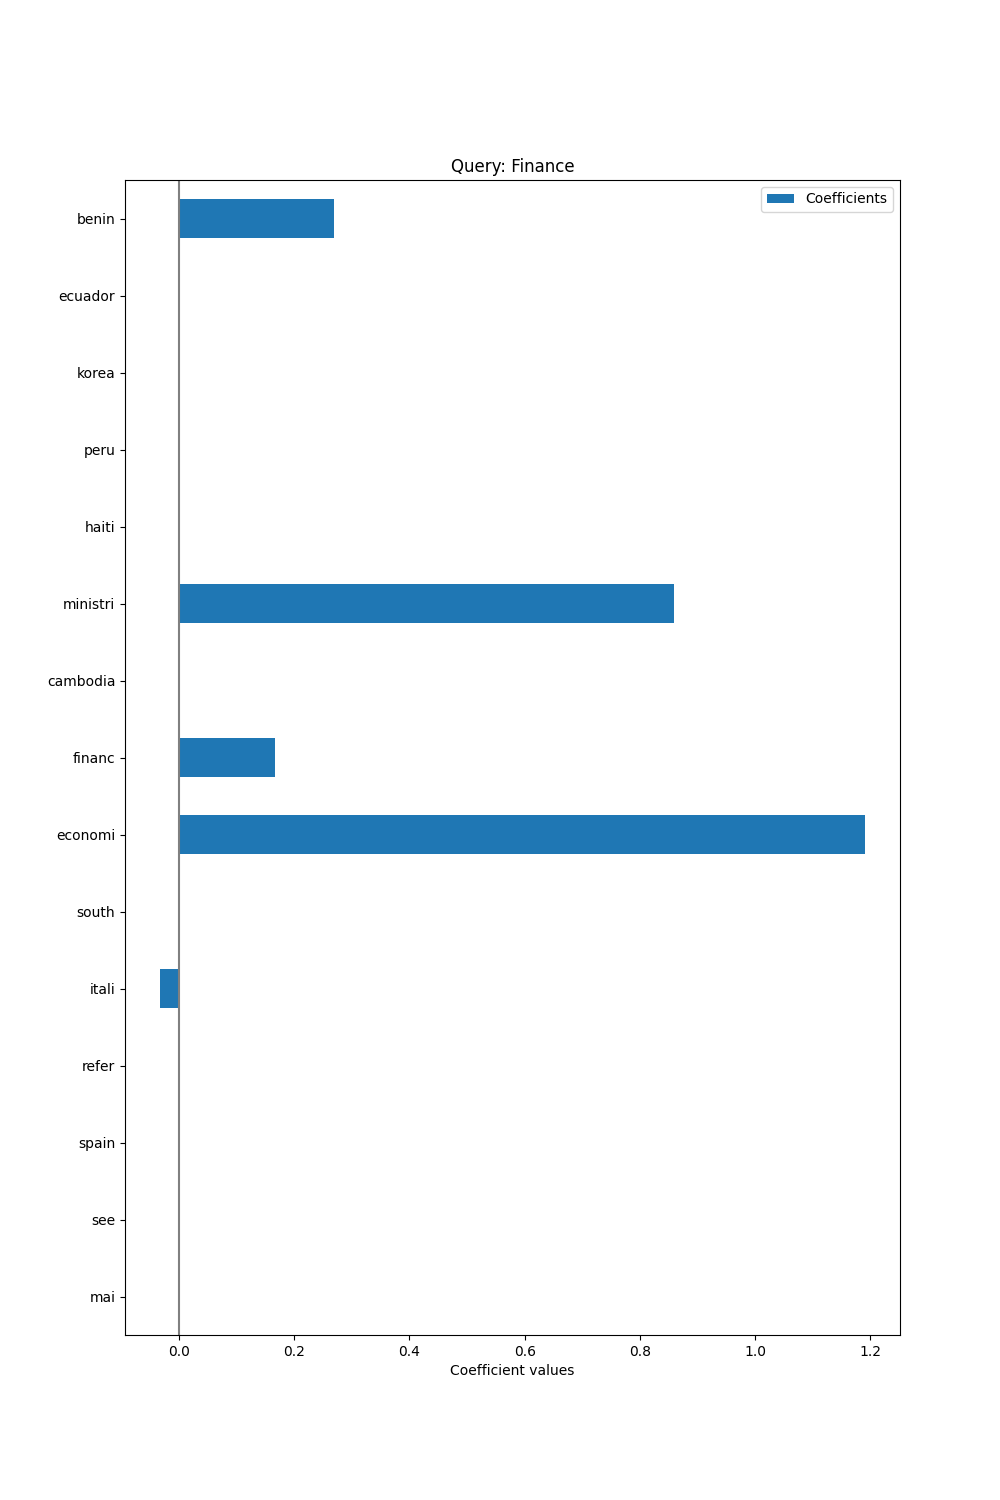 Query: Finance
Coefficients
benin
ecuador
korea
peru
haiti
ministri
cambodia
financ
economi
south
itali
refer
spain
see
mai
0.0 0.2 0.4 0.6 0.8 1.0 1.2
Coefficient values